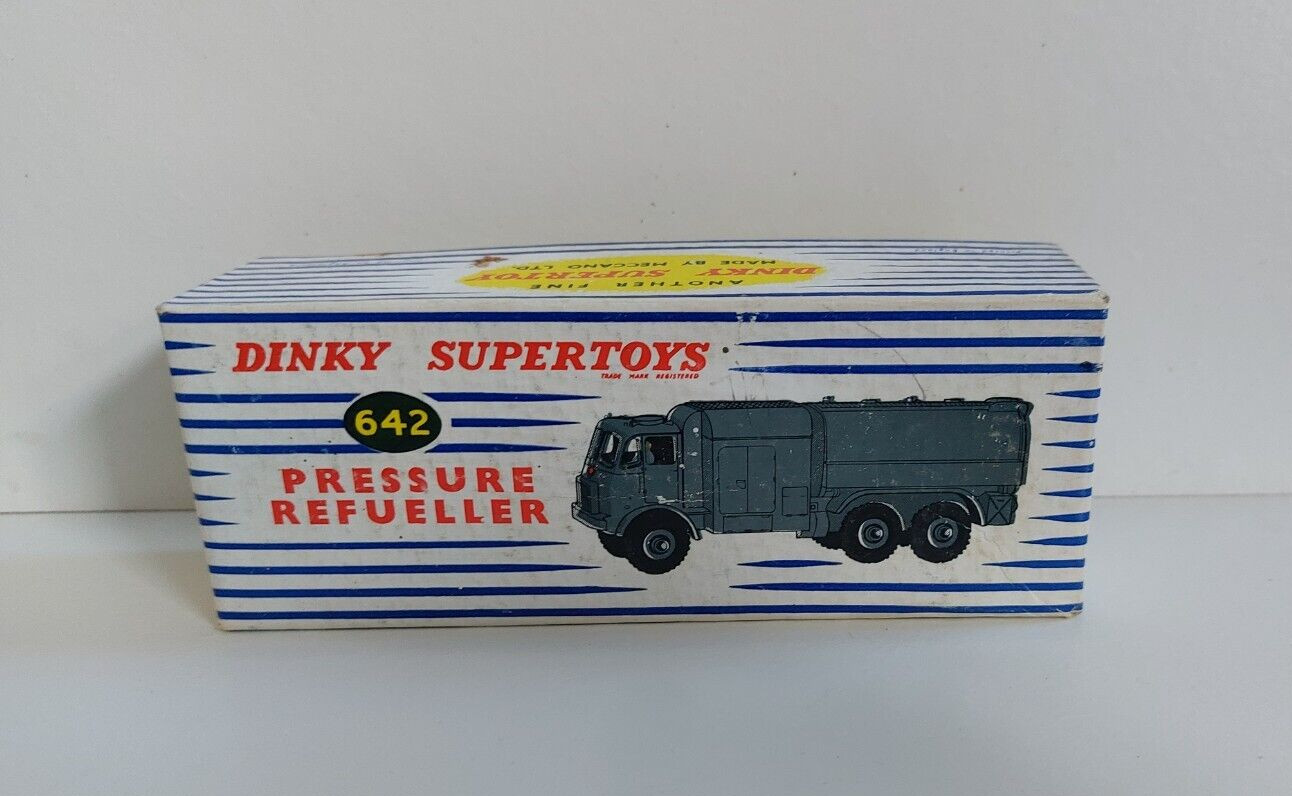 ANOTHER FINE
DINKY SUPERTOY
MADE BY MECCANO LTD.
DINKY SUPERTOYS
TRADE MARK REGISTERED
642
PRESSURE
REFUELLER